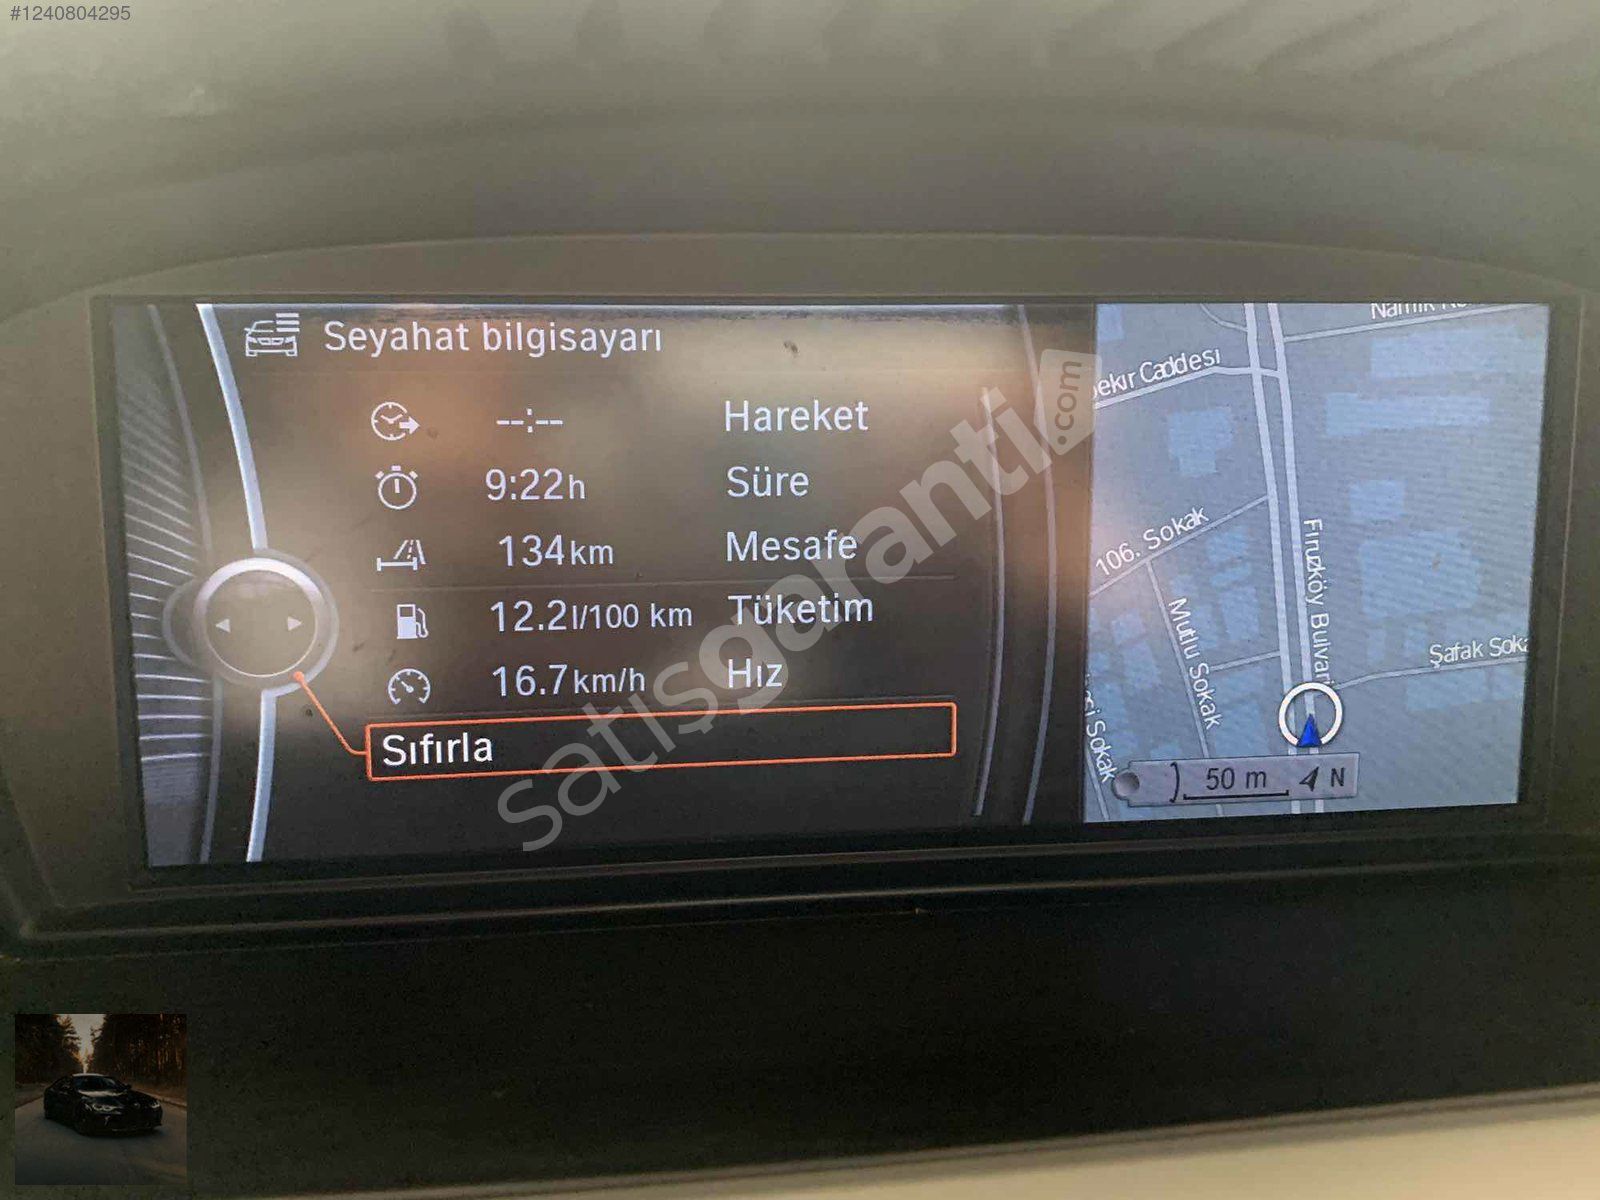 #1240804295
Seyahat bilgisayarı
--:-- Hareket
9:22h Süre
134km Mesafe
12.2l/100 km Tüketim
16.7km/h Hız
Sıfırla
Caddesi
106. Sokak
Mutlu Sokak
Firuzköy Bulvarı
Şafak
Sokak
50 m N
satışgaranti.com